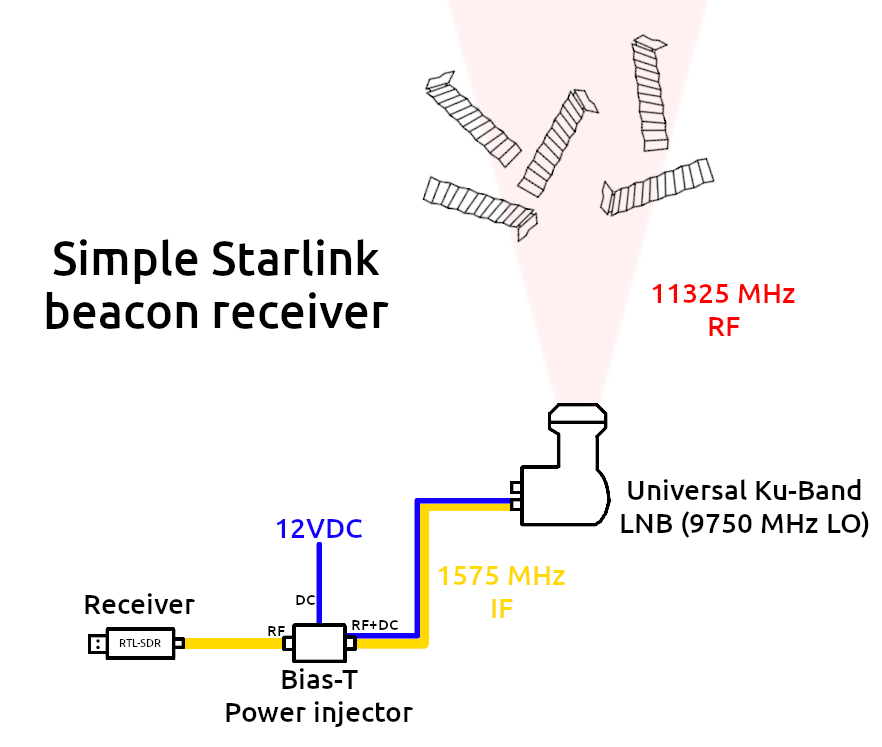 Simple Starlink
beacon receiver
11325 MHz
RF
Universal Ku-Band
LNB (9750 MHz LO)
12VDC
1575 MHz
IF
DC
Receiver
RF
RF+DC
RTL-SDR
Bias-T
Power injector